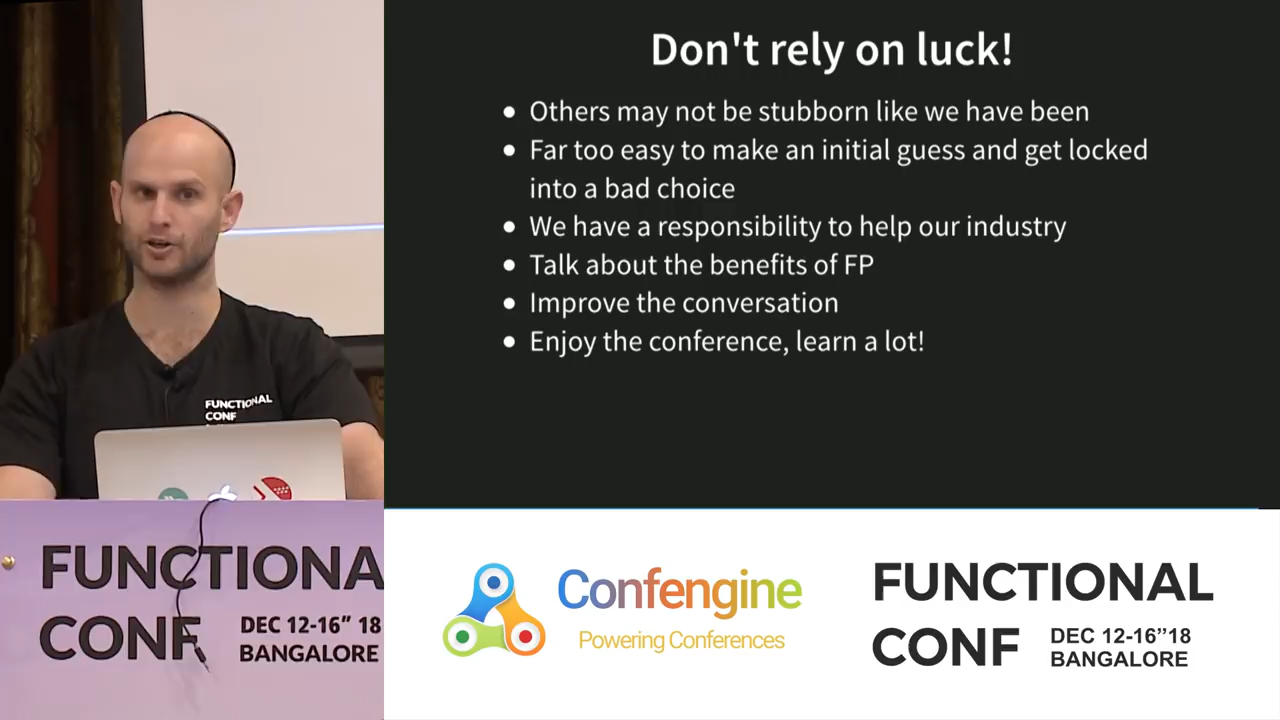 Don't rely on luck!
• Others may not be stubborn like we have been
• Far too easy to make an initial guess and get locked
into a bad choice
• We have a responsibility to help our industry
• Talk about the benefits of FP
• Improve the conversation
• Enjoy the conference, learn a lot!
FUNCTIONAL
CONF
FUNCTIONA
CONF
DEC 12-16" 18
BANGALORE
Confengine
Powering Conferences
FUNCTIONAL
CONF
DEC 12-16"18
BANGALORE